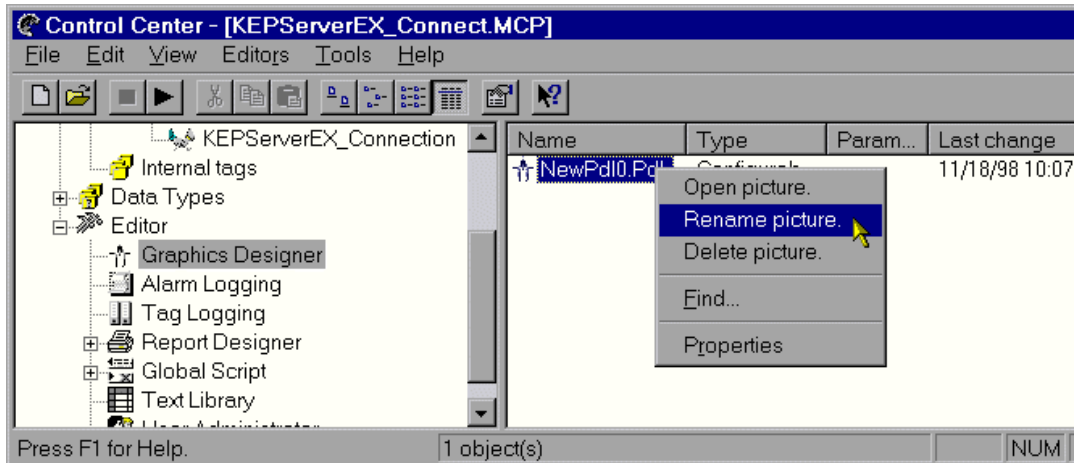 Control Center - [KEPServerEX_Connect.MCP]
File Edit View Editors Tools Help
KEPServerEX_Connection
Internal tags
Data Types
Editor
Graphics Designer
Alarm Logging
Tag Logging
Report Designer
Global Script
Text Library
User Administrator
Name Type Param... Last change
NewPdl0.Pdl 11/18/98 10:07
Open picture.
Rename picture.
Delete picture.
Find...
Properties
Press F1 for Help. 1 object(s) NUM